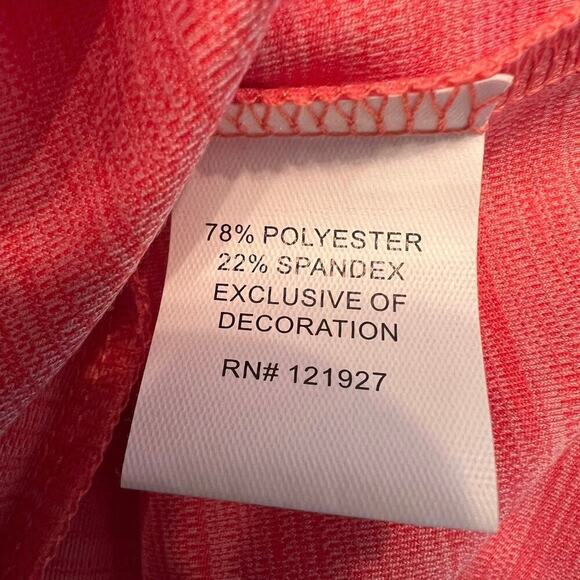 78% POLYESTER
22% SPANDEX
EXCLUSIVE OF
DECORATION
RN# 121927